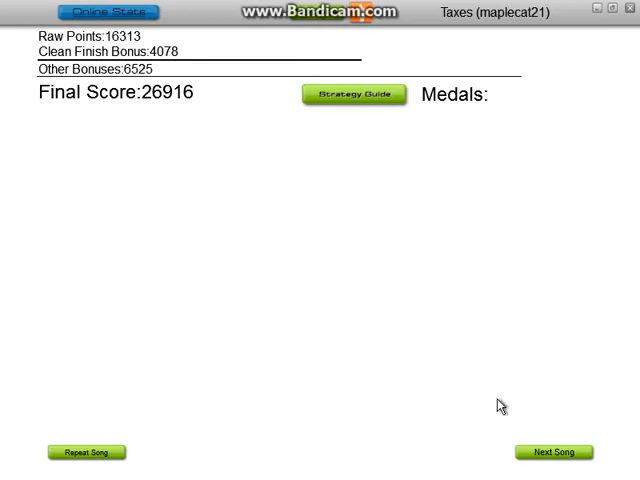 Online Stats
www.Bandicam.com
Taxes (maplecat21)
Raw Points:16313
Clean Finish Bonus:4078
Other Bonuses:6525
Final Score:26916
Strategy Guide
Medals:
Repeat Song
Next Song